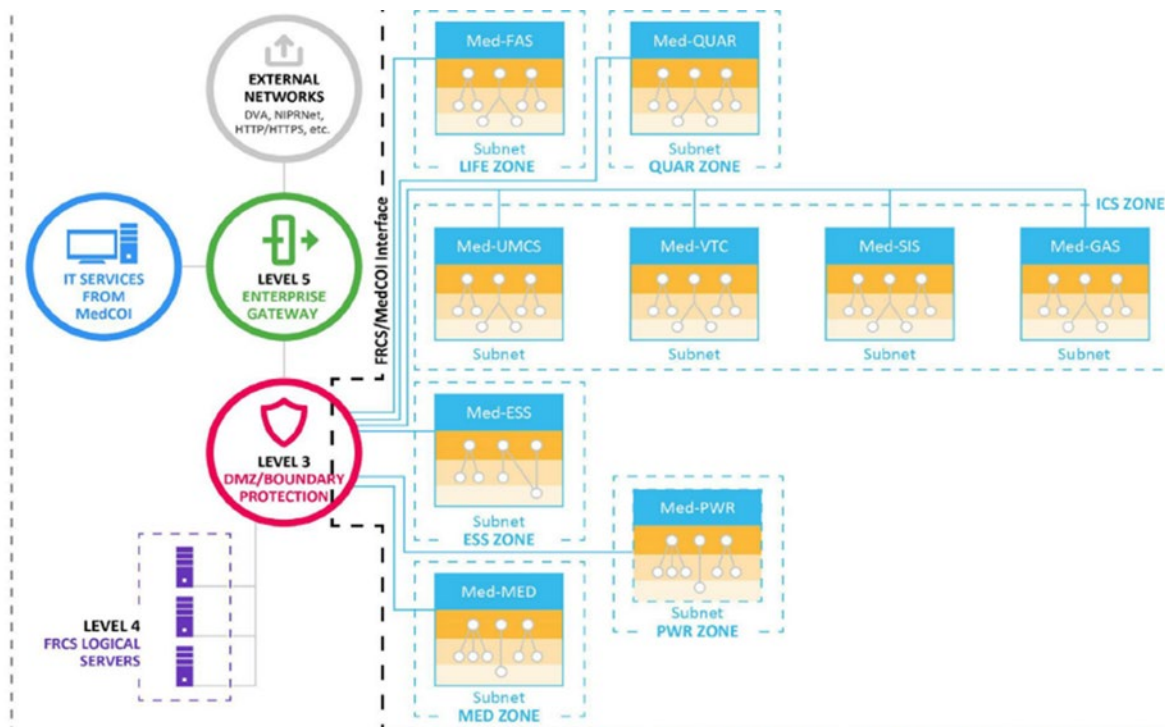 EXTERNAL
NETWORKS
DVA, NIPRNet,
HTTP/HTTPS, etc.
IT SERVICES
FROM
MedCOI
LEVEL 5
ENTERPRISE
GATEWAY
LEVEL 3
DMZ/BOUNDARY
PROTECTION
LEVEL 4
FRCS LOGICAL
SERVERS
FRCS/MedCOI Interface
Med-FAS
Subnet
LIFE ZONE
Med-QUAR
Subnet
QUAR ZONE
ICS ZONE
Med-UMCS
Subnet
Med-VTC
Subnet
Med-SIS
Subnet
Med-GAS
Subnet
Med-ESS
Subnet
ESS ZONE
Med-PWR
Subnet
PWR ZONE
Med-MED
Subnet
MED ZONE